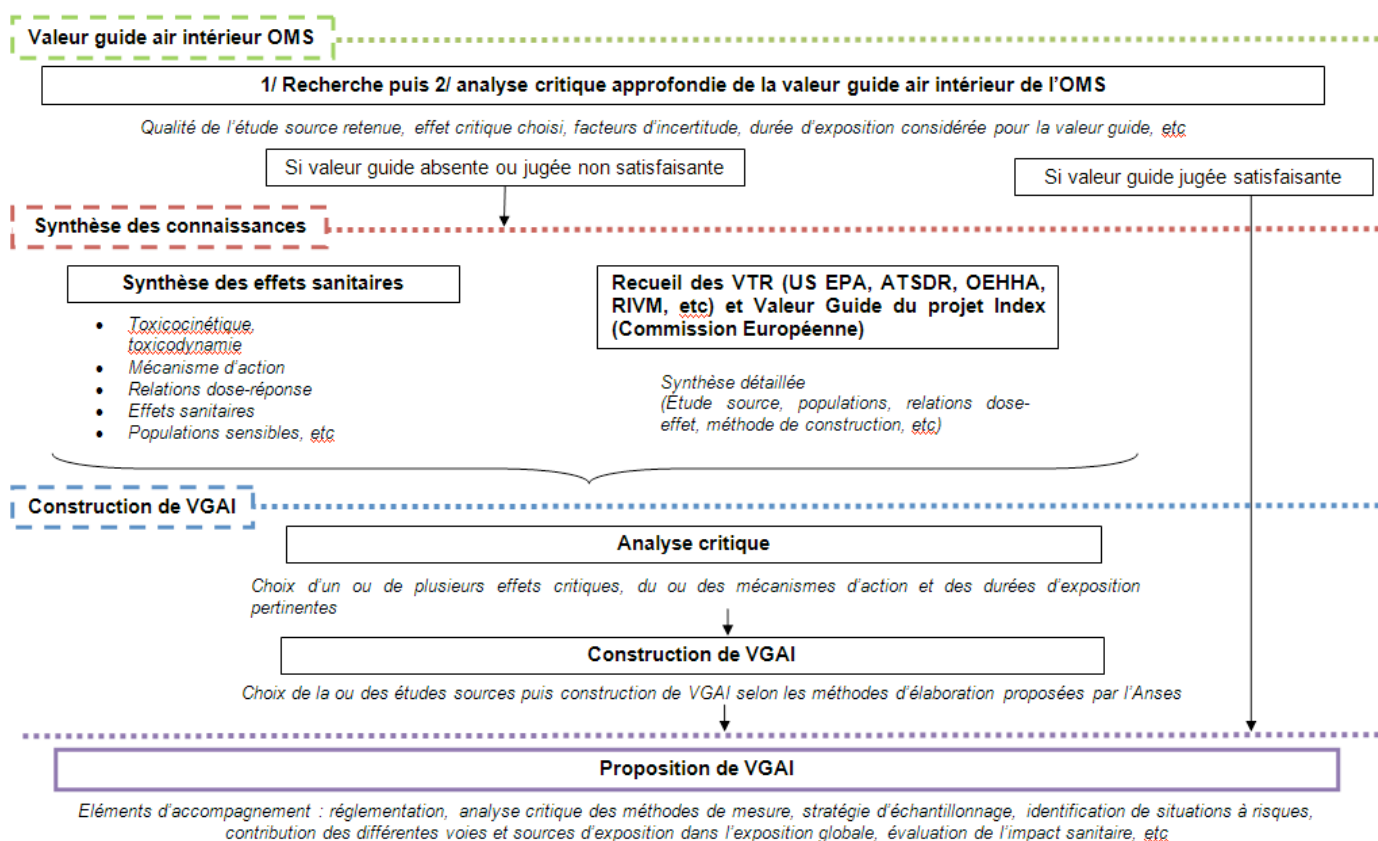 Valeur guide air intérieur OMS
1/ Recherche puis 2/ analyse critique approfondie de la valeur guide air intérieur de l'OMS
Qualité de l'étude source retenue, effet critique choisi, facteurs d'incertitude, durée d'exposition considérée pour la valeur guide, etc
Si valeur guide absente ou jugée non satisfaisante
Si valeur guide jugée satisfaisante
Synthèse des connaissances
Synthèse des effets sanitaires
• Toxicocinétique,
toxicodynamie
• Mécanisme d'action
• Relations dose-réponse
• Effets sanitaires
• Populations sensibles, etc
Recueil des VTR (US EPA, ATSDR, OEHHA,
RIVM, etc) et Valeur Guide du projet Index
(Commission Européenne)
Synthèse détaillée
(Étude source, populations, relations dose-
effet, méthode de construction, etc)
Construction de VGAI
Analyse critique
Choix d'un ou de plusieurs effets critiques, du ou des mécanismes d'action et des durées d'exposition
pertinentes
Construction de VGAI
Choix de la ou des études sources puis construction de VGAI selon les méthodes d'élaboration proposées par l'Anses
Proposition de VGAI
Eléments d'accompagnement : réglementation, analyse critique des méthodes de mesure, stratégie d'échantillonnage, identification de situations à risques,
contribution des différentes voies et sources d'exposition dans l'exposition globale, évaluation de l'impact sanitaire, etc